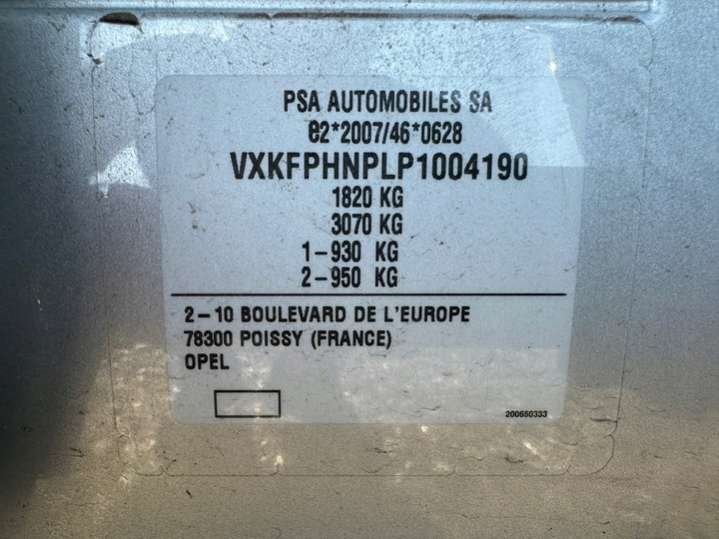 PSA AUTOMOBILES SA
e2*2007/46*0628
VXKFPHNPLP1004190
1820 KG
3070 KG
1-930 KG
2-950 KG
2-10 BOULEVARD DE L'EUROPE
78300 POISSY (FRANCE)
OPEL
200650333